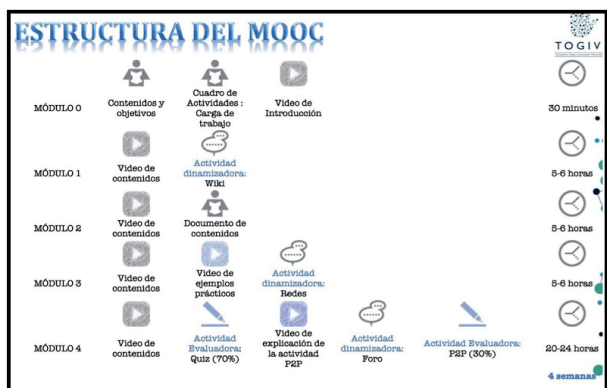 ESTRUCTURA DEL MOOC
TOGIV
MÓDULO 0
Contenidos y
objetivos
Cuadro de
Actividades :
Carga de
trabajo
Video de
Introducción
30 minutos
MÓDULO 1
Video de
contenidos
Actividad
dinamizadora:
Wiki
5-6 horas
MÓDULO 2
Video de
contenidos
Documento de
contenidos
5-6 horas
MÓDULO 3
Video de
contenidos
Video de
ejemplos
prácticos
Actividad
dinamizadora:
Redes
5-6 horas
MÓDULO 4
Video de
contenidos
Actividad
Evaluadora:
Quiz (70%)
Video de
explicación de
la actividad
P2P
Actividad
dinamizadora:
Foro
Actividad Evaluadora:
P2P (30%)
20-24 horas
4 semanas